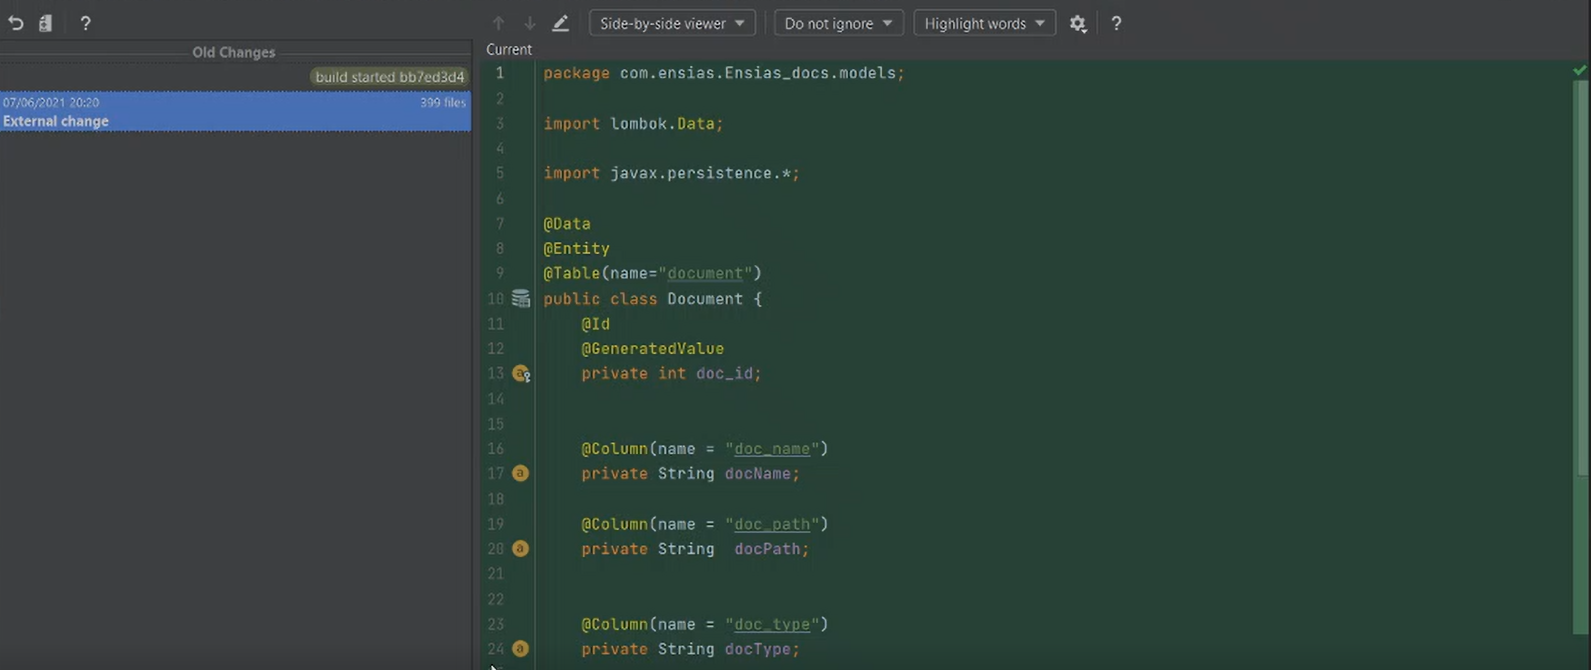 ?
Side-by-side viewer
Do not ignore
Highlight words
?
Old Changes
build started bb7ed3d4
07/06/2021 20:20
399 files
External change
Current
1 package com.ensias.Ensias_docs.models;
2
3 import lombok.Data;
4
5 import javax.persistence.*;
6
7 @Data
8 @Entity
9 @Table(name="document")
10 public class Document {
11 @Id
12 @GeneratedValue
13 private int doc_id;
14
15
16 @Column(name = "doc_name")
17 private String docName;
18
19 @Column(name = "doc_path")
20 private String  docPath;
21
22
23 @Column(name = "doc_type")
24 private String docType;